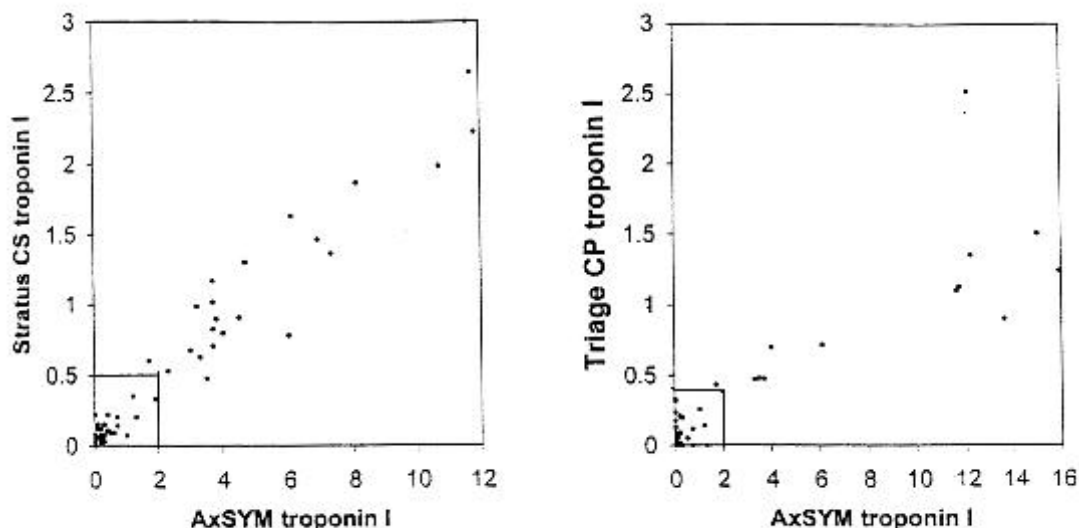 3
2.5
2
1.5
1
0.5
0
Stratus CS troponin I
0 2 4 6 8 10 12
AxSYM troponin I
3
2.5
2
1.5
1
0.5
0
Triage CP troponin I
0 2 4 6 8 10 12 14 16
AxSYM troponin I